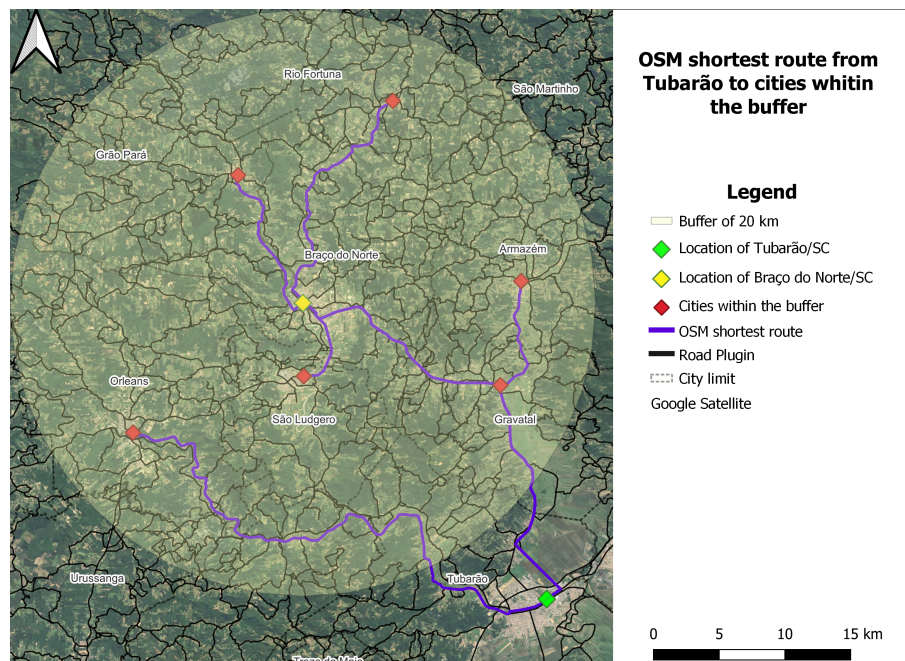 OSM shortest route from
Tubarão to cities whitin
the buffer
Rio Fortuna
São Martinho
Grão Pará
Braço do Norte
Armazém
Orleans
São Ludgero
Gravatal
Urussanga
Tubarão
Legend
Buffer of 20 km
Location of Tubarão/SC
Location of Braço do Norte/SC
Cities within the buffer
OSM shortest route
Road Plugin
City limit
Google Satellite
0 5 10 15 km